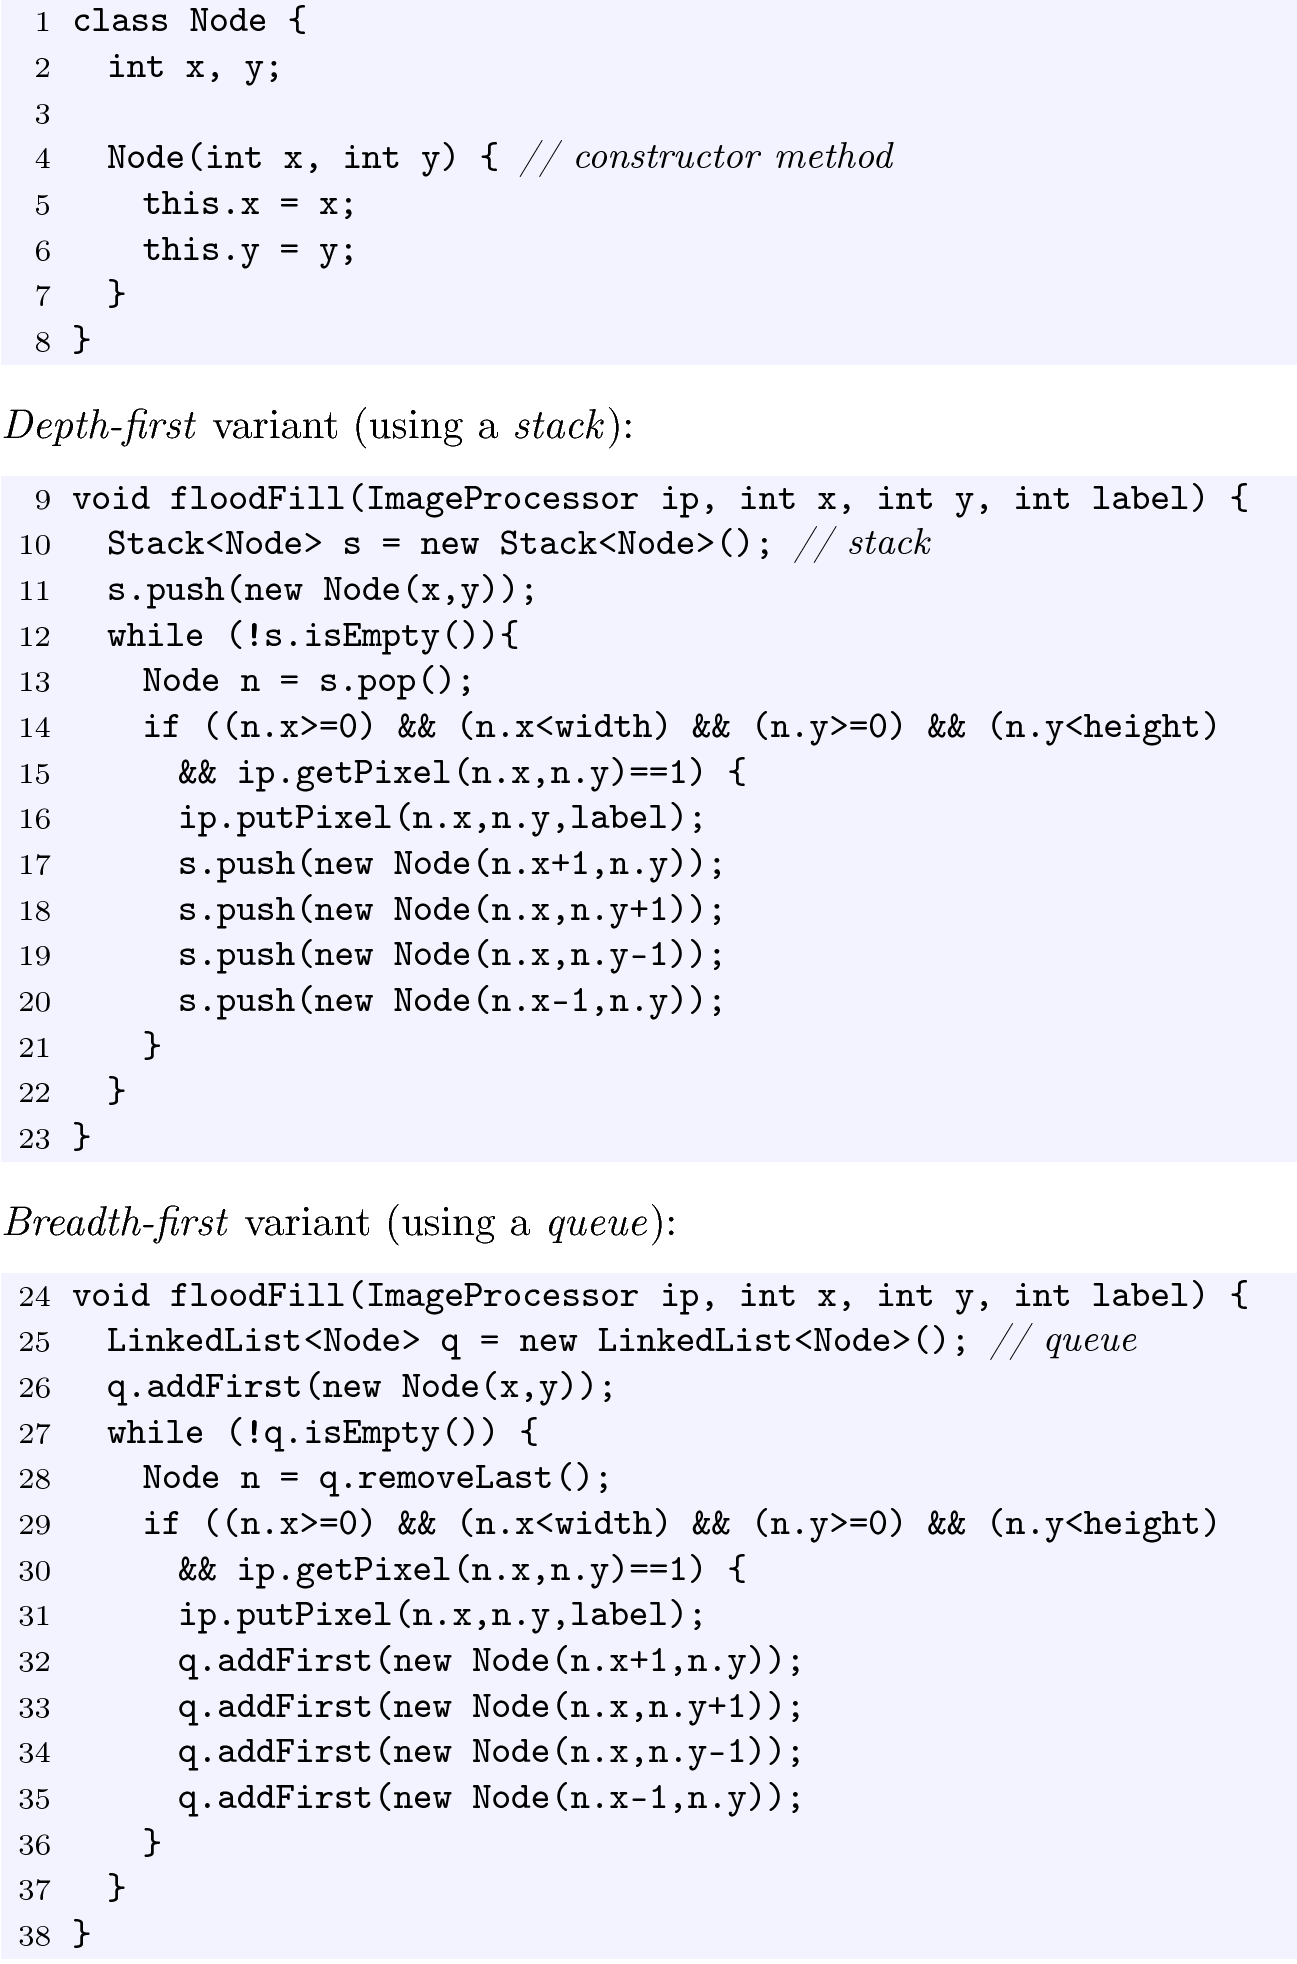 1 class Node {
2   int x, y;
3
4   Node(int x, int y) { // constructor method
5     this.x = x;
6     this.y = y;
7   }
8 }
Depth-first variant (using a stack):
9 void floodFill(ImageProcessor ip, int x, int y, int label) {
10   Stack<Node> s = new Stack<Node>(); // stack
11   s.push(new Node(x,y));
12   while (!s.isEmpty()){
13     Node n = s.pop();
14     if ((n.x>=0) && (n.x<width) && (n.y>=0) && (n.y<height)
15       && ip.getPixel(n.x,n.y)==1) {
16       ip.putPixel(n.x,n.y,label);
17       s.push(new Node(n.x+1,n.y));
18       s.push(new Node(n.x,n.y+1));
19       s.push(new Node(n.x,n.y-1));
20       s.push(new Node(n.x-1,n.y));
21     }
22   }
23 }
Breadth-first variant (using a queue):
24 void floodFill(ImageProcessor ip, int x, int y, int label) {
25   LinkedList<Node> q = new LinkedList<Node>(); // queue
26   q.addFirst(new Node(x,y));
27   while (!q.isEmpty()) {
28     Node n = q.removeLast();
29     if ((n.x>=0) && (n.x<width) && (n.y>=0) && (n.y<height)
30       && ip.getPixel(n.x,n.y)==1) {
31       ip.putPixel(n.x,n.y,label);
32       q.addFirst(new Node(n.x+1,n.y));
33       q.addFirst(new Node(n.x,n.y+1));
34       q.addFirst(new Node(n.x,n.y-1));
35       q.addFirst(new Node(n.x-1,n.y));
36     }
37   }
38 }